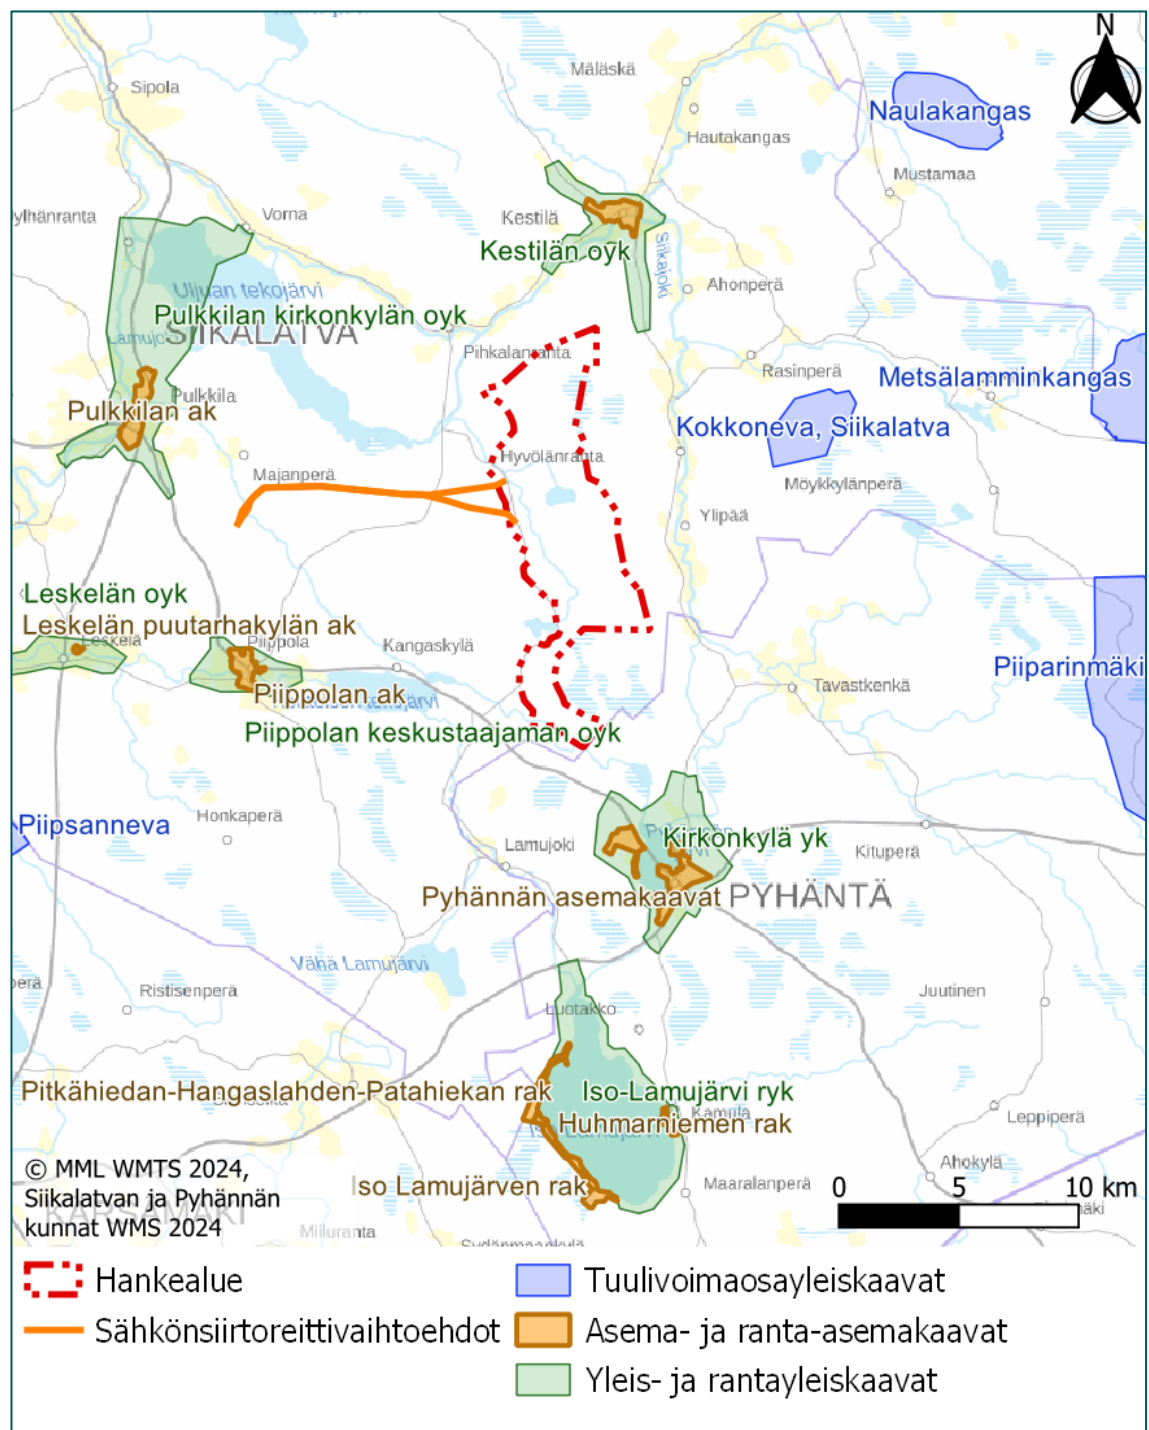 N
Mäläskä
Sipola
Naulakangas
Hautakangas
Mustamaa
ylhänranta
Vorna
Kestilä
Kestilän oyk
Siikajoki
Ahonperä
Uljuan tekojärvi
Pulkkilan kirkonkylän oyk
SIIKALATVA
Pihkalanranta
Rasinperä
Metsälamminkangas
Pulkkila
Pulkkilan ak
Kokkoneva, Siikalatva
Hyvölänranta
Majanperä
Möykkylänperä
Ylipää
Leskelän oyk
Leskelän puutarhakylän ak
Leskelä
Piippola
Kangaskylä
Piiparinmäki
Tavastkenkä
Piippolan ak
Piippolan keskustaajaman oyk
Piipsanneva
Honkaperä
Lamujoki
Kirkonkylä yk
Kituperä
Pyhännän asemakaavat
PYHÄNTÄ
Vähä Lamujärvi
perä
Ristisenperä
Juutinen
Luotakko
Pitkähiedan-Hangaslahden-Patahiekan rak
Iso-Lamujärvi ryk
Kamula
Huhmarniemen rak
Leppiperä
Ahokylä
© MML WMTS 2024,
Siikalatvan ja Pyhännän
kunnat WMS 2024
KÄRSÄMÄKI
Iso Lamujärven rak
Maaralanperä
0 5 10 km
mäki
Miiluranta
Hankealue
Tuulivoimaosayleiskaavat
Sähkönsiirtoreittivaihtoehdot
Asema- ja ranta-asemakaavat
Yleis- ja rantayleiskaavat